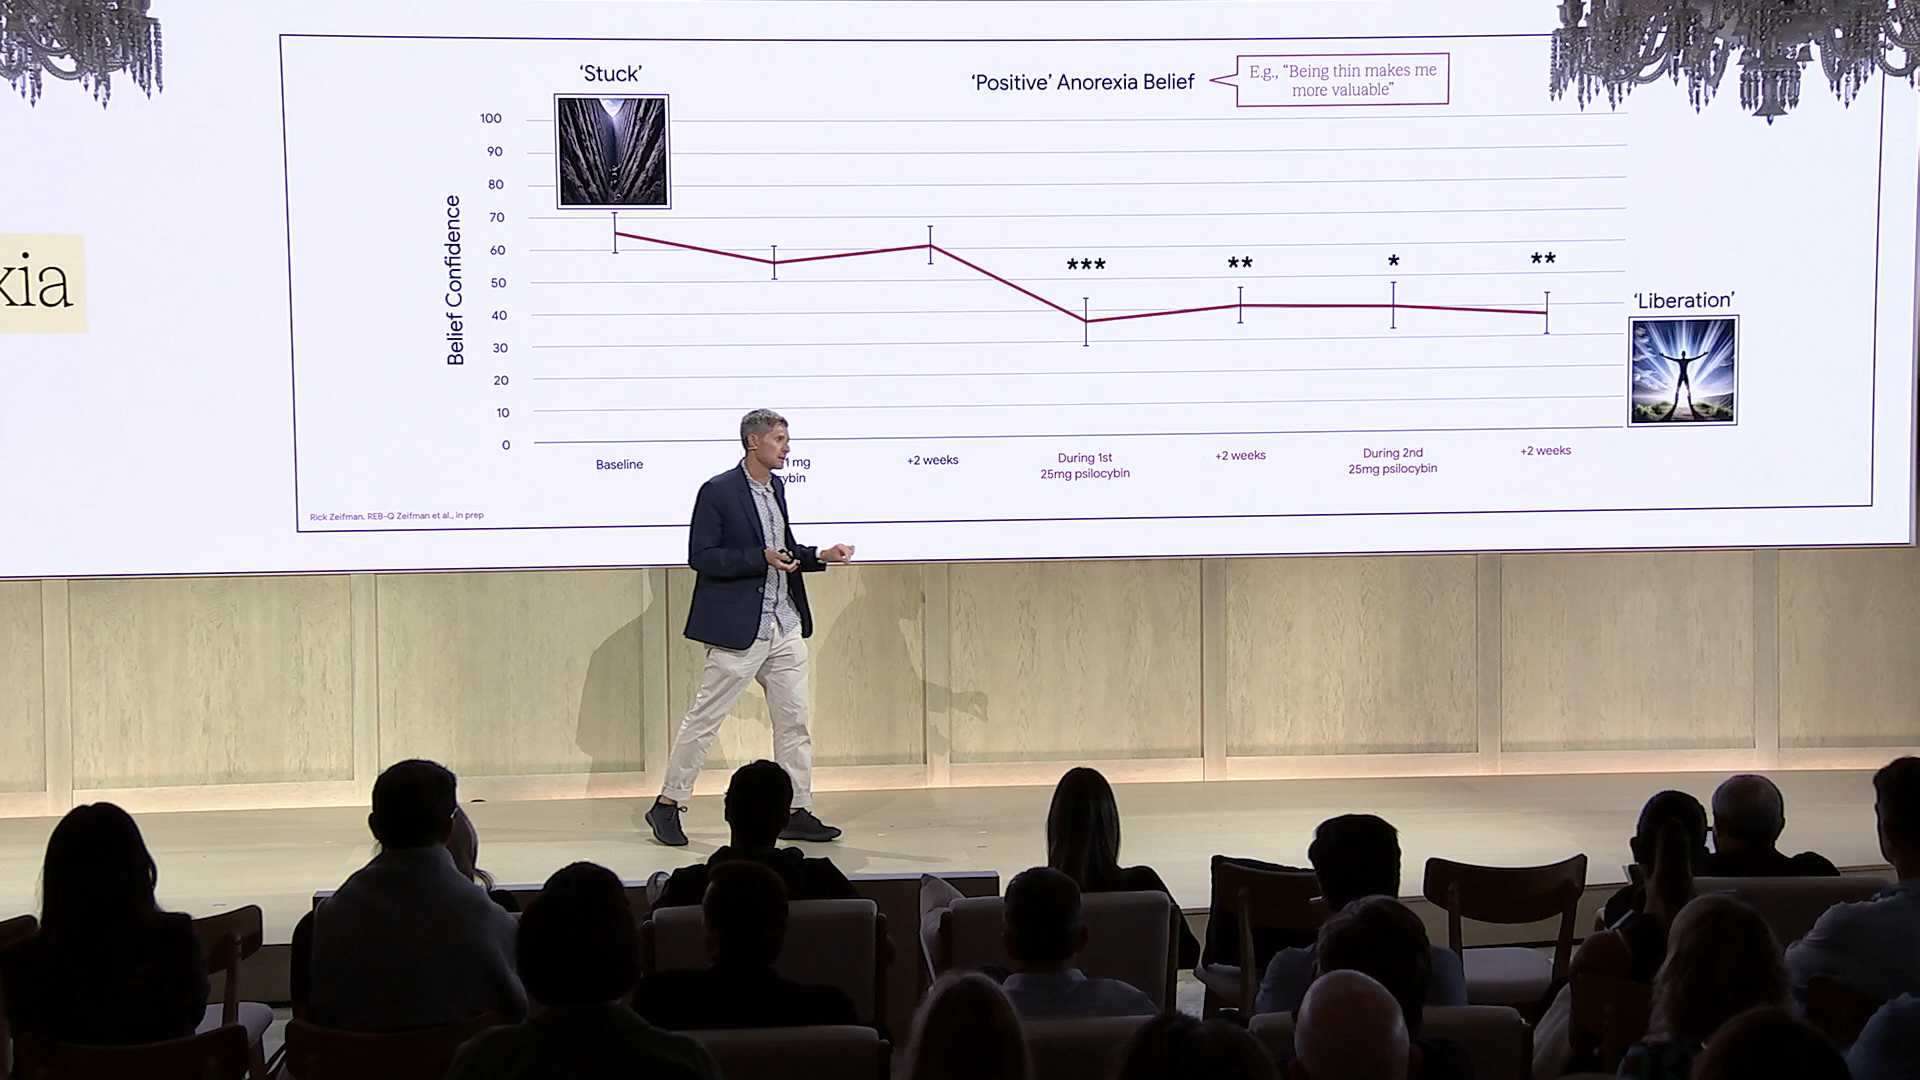 xia
'Stuck'
'Positive' Anorexia Belief
E.g., “Being thin makes me
more valuable”
Belief Confidence
100
90
80
70
60
50
40
30
20
10
0
***
**
*
**
'Liberation'
Baseline
1 mg
+2 weeks
During 1st
25mg psilocybin
+2 weeks
During 2nd
25mg psilocybin
+2 weeks
Rick Zeifman. REB-Q Zeifman et al., in prep